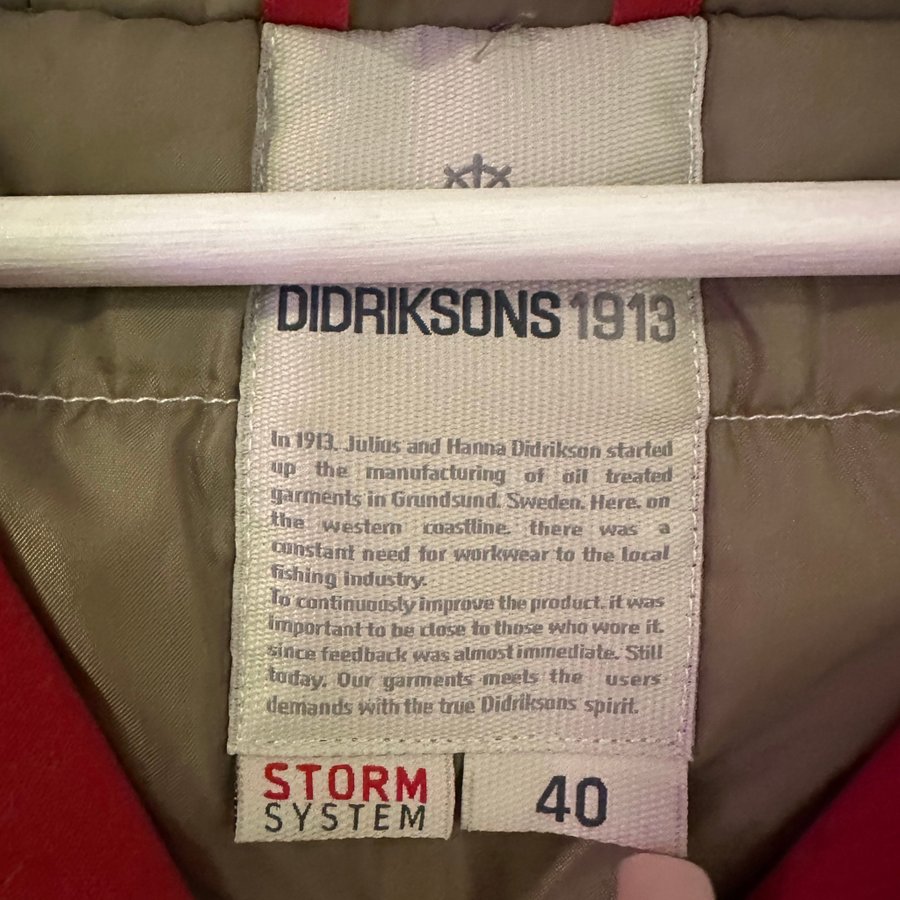 DIDRIKSONS 1913
In 1913, Julius and Hanna Didrikson started
up the manufacturing of oil treated
garments in Grundsund, Sweden. Here, on
the western coastline, there was a
constant need for workwear to the local
fishing industry.
To continuously improve the product, it was
important to be close to those who wore it,
since feedback was almost immediate. Still
today, Our garments meets the users
demands with the true Didriksons spirit.
STORM
SYSTEM
40